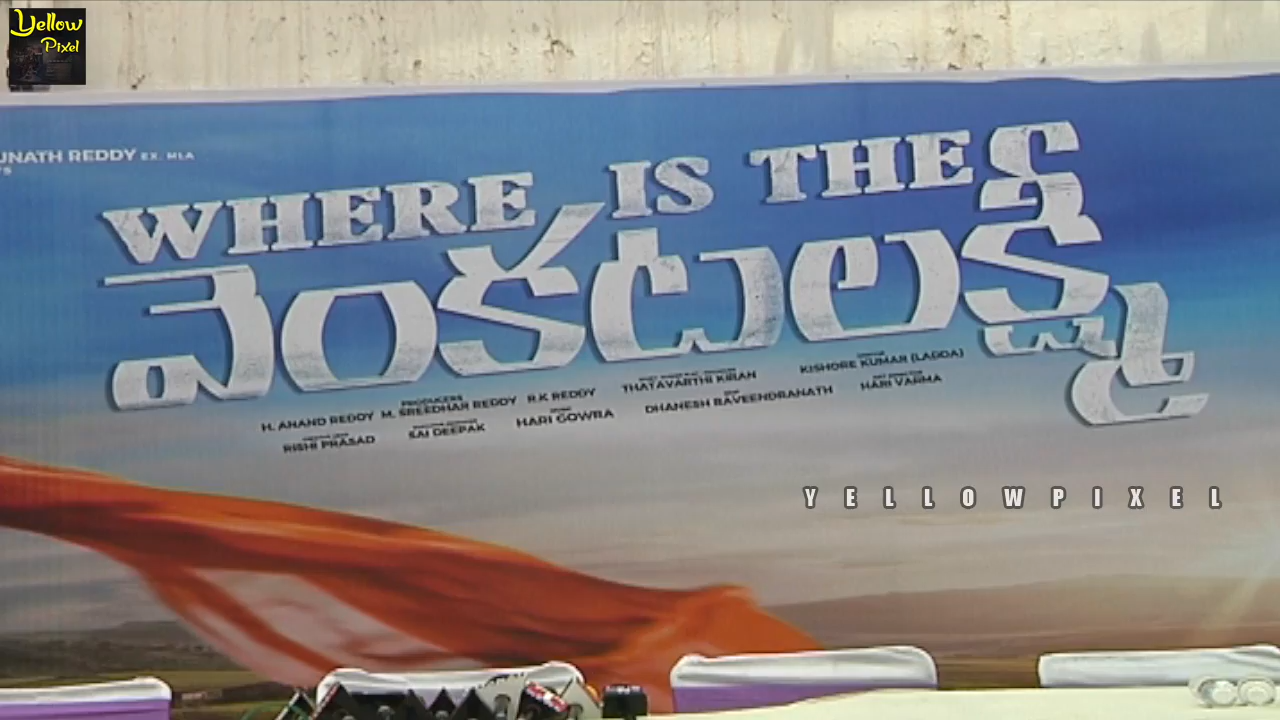 Yellow
Pixel
UNATH REDDY EX. MLA
WHERE IS THE
వెంకటలక్ష్మి
PRODUCERS
H. ANAND REDDY M. SREEDHAR REDDY R.K REDDY THATAVARTHI KIRAN KISHORE KUMAR (LADDA)
RISHI PRASAD SAI DEEPAK HARI GOWRA DHANESH RAVEENDRANATH HARI VARMA
YELLOWPIXEL